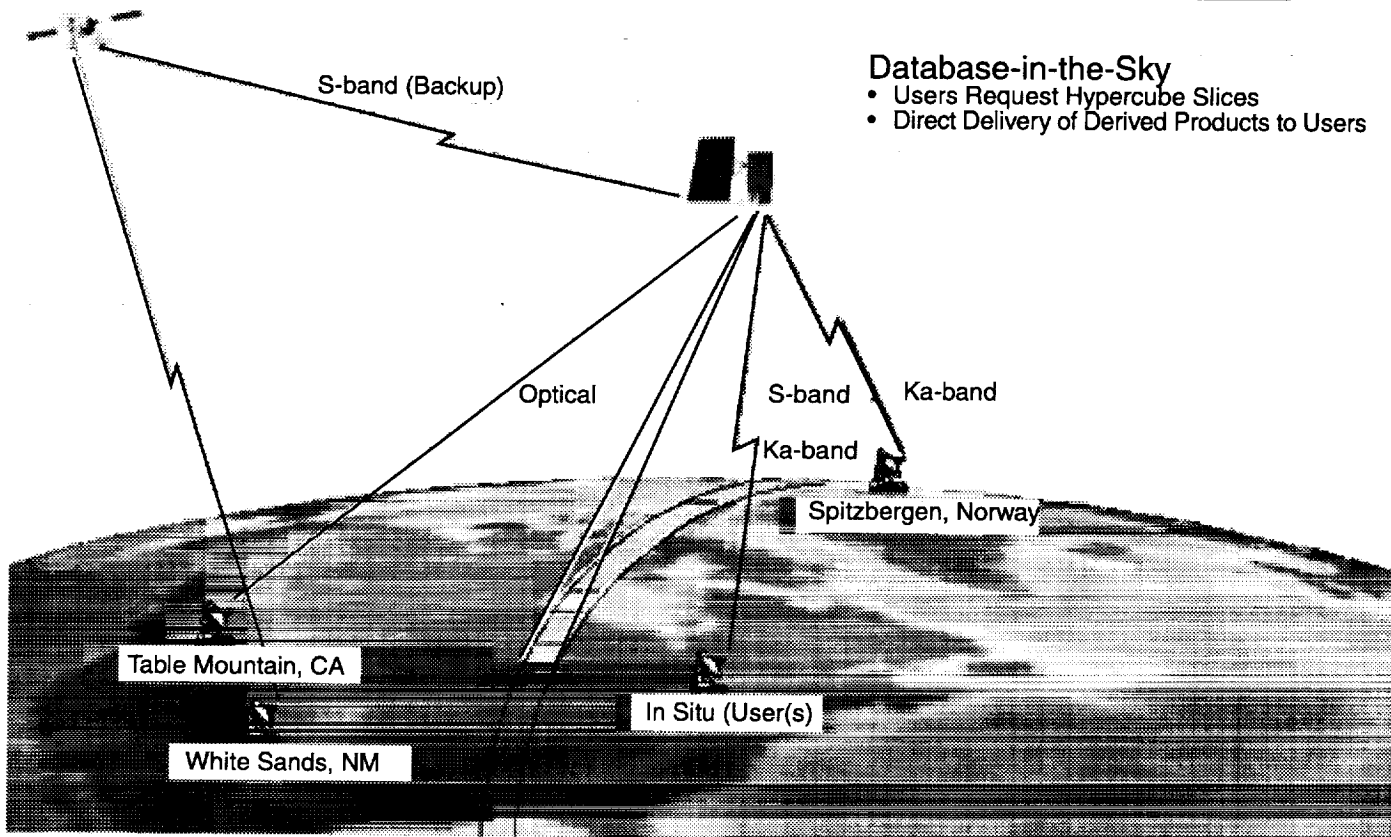 Database-in-the-Sky
• Users Request Hypercube Slices
• Direct Delivery of Derived Products to Users
S-band (Backup)
Optical
S-band
Ka-band
Ka-band
Spitzbergen, Norway
Table Mountain, CA
In Situ (User(s)
White Sands, NM